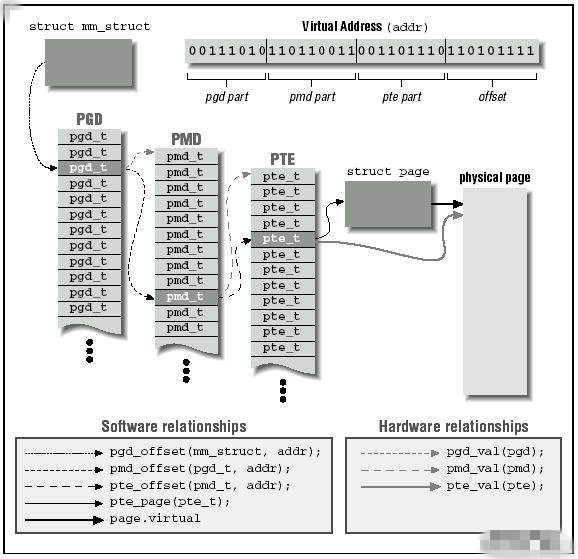 struct mm_struct
Virtual Address (addr)
00111010110110011001101110110101111
pgd part
pmd part
pte part
offset
PGD
pgd_t
pgd_t
pgd_t
pgd_t
pgd_t
pgd_t
pgd_t
pgd_t
pgd_t
pgd_t
pgd_t
pgd_t
PMD
pmd_t
pmd_t
pmd_t
pmd_t
pmd_t
pmd_t
pmd_t
pmd_t
pmd_t
pmd_t
pmd_t
pmd_t
PTE
pte_t
pte_t
pte_t
pte_t
pte_t
pte_t
pte_t
pte_t
pte_t
pte_t
pte_t
pte_t
struct page
physical page
Software relationships
pgd_offset(mm_struct, addr);
pmd_offset(pgd_t, addr);
pte_offset(pmd_t, addr);
pte_page(pte_t);
page.virtual
Hardware relationships
pgd_val(pgd);
pmd_val(pmd);
pte_val(pte);